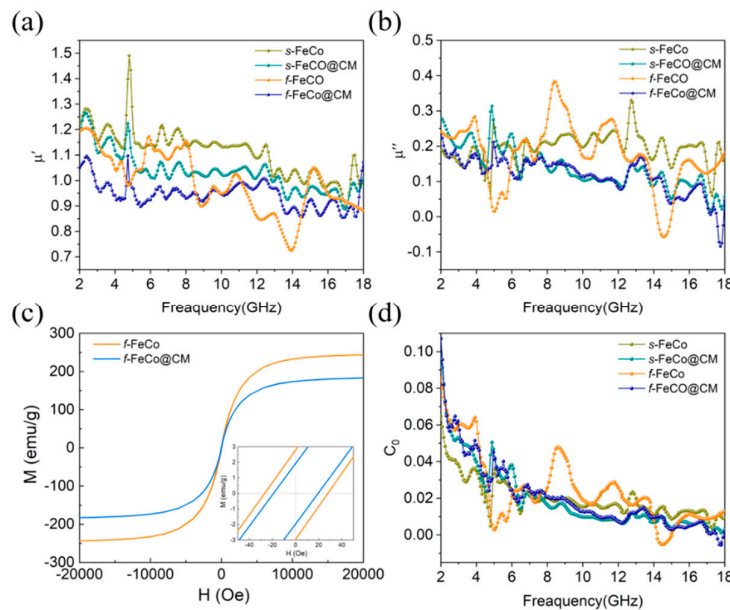 (a)
s-FeCo
s-FeCO@CM
f-FeCO
f-FeCo@CM
μ′
1.5
1.4
1.3
1.2
1.1
1.0
0.9
0.8
0.7
2 4 6 8 10 12 14 16 18
Freaquency(GHz)
(b)
s-FeCo
s-FeCO@CM
f-FeCO
f-FeCo@CM
μ″
0.5
0.4
0.3
0.2
0.1
0.0
-0.1
2 4 6 8 10 12 14 16 18
Freaquency(GHz)
(c)
f-FeCo
f-FeCo@CM
M (emu/g)
300
200
100
0
-100
-200
-300
-20000 -10000 0 10000 20000
H (Oe)
M (emu/g)
3
2
1
0
-1
-2
-3
-40 -20 0 20 40
H (Oe)
(d)
s-FeCo
s-FeCo@CM
f-FeCo
f-FeCO@CM
C0
0.10
0.08
0.06
0.04
0.02
0.00
2 4 6 8 10 12 14 16 18
Freaquency(GHz)